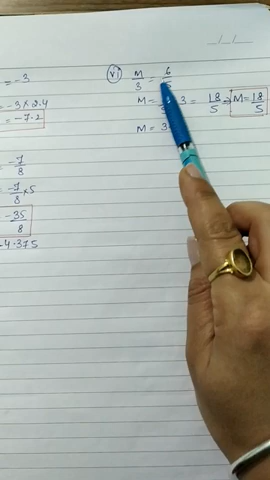 = -3
= -3 × 2.4
= -7.2
= -7/8
= -7/8 × 5
= -35/8
-4.375
(vi) M/3 = 6/5
M = 3 = 18/5 ⇒ M = 18/5
M = 3.